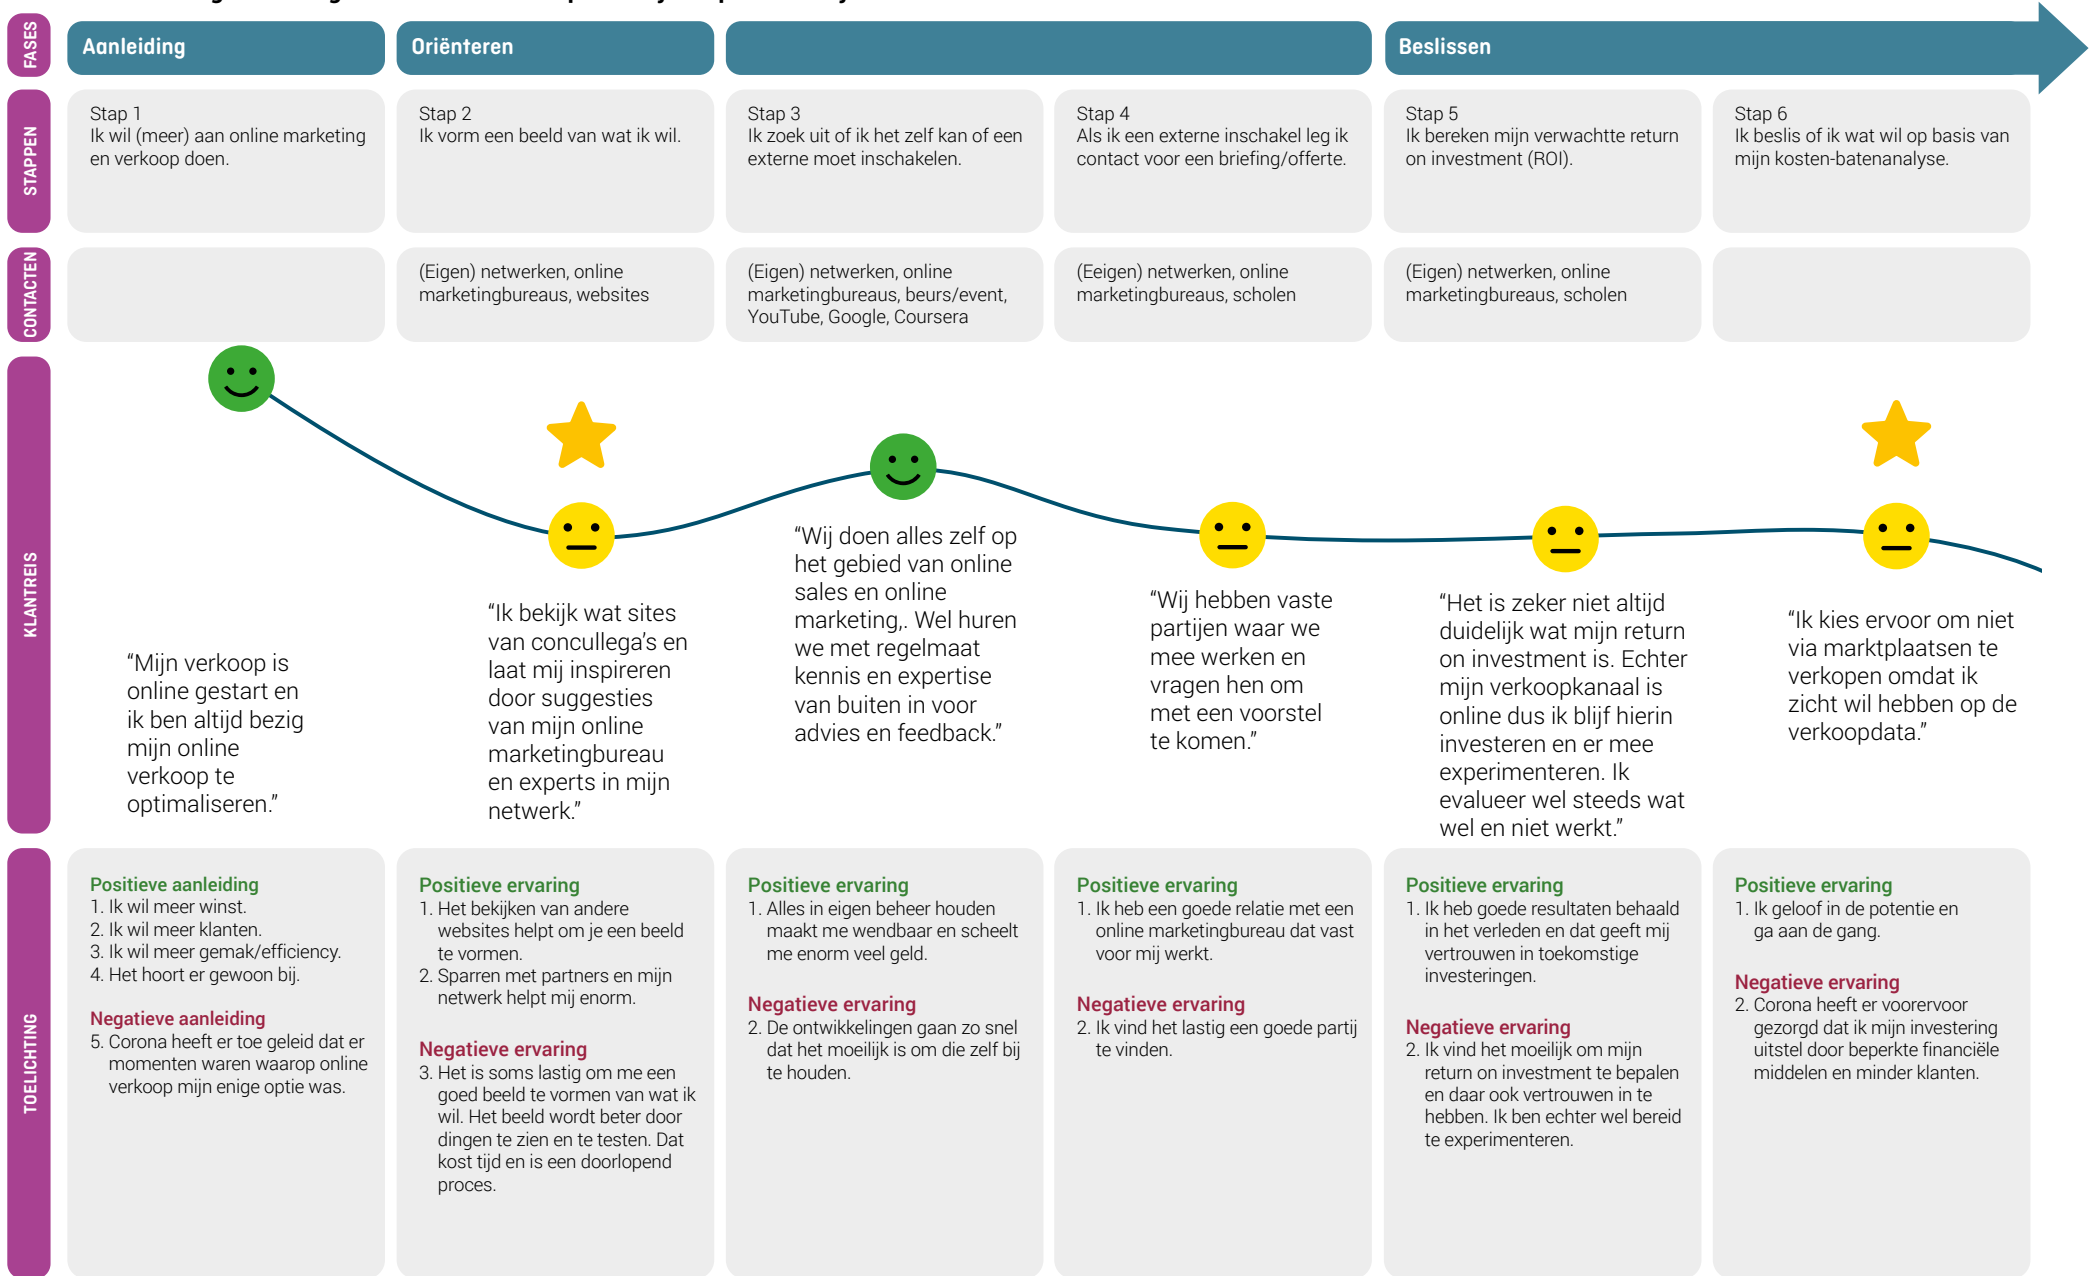 FASES
Aanleiding
Oriënteren
Beslissen
STAPPEN
Stap 1
Ik wil (meer) aan online marketing
en verkoop doen.
Stap 2
Ik vorm een beeld van wat ik wil.
Stap 3
Ik zoek uit of ik het zelf kan of een
externe moet inschakelen.
Stap 4
Als ik een externe inschakel leg ik
contact voor een briefing/offerte.
Stap 5
Ik bereken mijn verwachtte return
on investment (ROI).
Stap 6
Ik beslis of ik wat wil op basis van
mijn kosten-batenanalyse.
CONTACTEN
(Eigen) netwerken, online
marketingbureaus, websites
(Eigen) netwerken, online
marketingbureaus, beurs/event,
YouTube, Google, Coursera
(Eeigen) netwerken, online
marketingbureaus, scholen
(Eigen) netwerken, online
marketingbureaus, scholen
KLANTREIS
“Mijn verkoop is
online gestart en
ik ben altijd bezig
mijn online
verkoop te
optimaliseren.”
“Ik bekijk wat sites
van concullega’s en
laat mij inspireren
door suggesties
van mijn online
marketingbureau
en experts in mijn
netwerk.”
“Wij doen alles zelf op
het gebied van online
sales en online
marketing,. Wel huren
we met regelmaat
kennis en expertise
van buiten in voor
advies en feedback.”
“Wij hebben vaste
partijen waar we
mee werken en
vragen hen om
met een voorstel
te komen.”
“Het is zeker niet altijd
duidelijk wat mijn return
on investment is. Echter
mijn verkoopkanaal is
online dus ik blijf hierin
investeren en er mee
experimenteren. Ik
evalueer wel steeds wat
wel en niet werkt.”
“Ik kies ervoor om niet
via marktplaatsen te
verkopen omdat ik
zicht wil hebben op de
verkoopdata.”
TOELICHTING
Positieve aanleiding
1. Ik wil meer winst.
2. Ik wil meer klanten.
3. Ik wil meer gemak/efficiency.
4. Het hoort er gewoon bij.
Negatieve aanleiding
5. Corona heeft er toe geleid dat er
momenten waren waarop online
verkoop mijn enige optie was.
Positieve ervaring
1. Het bekijken van andere
websites helpt om je een beeld
te vormen.
2. Sparren met partners en mijn
netwerk helpt mij enorm.
Negatieve ervaring
3. Het is soms lastig om me een
goed beeld te vormen van wat ik
wil. Het beeld wordt beter door
dingen te zien en te testen. Dat
kost tijd en is een doorlopend
proces.
Positieve ervaring
1. Alles in eigen beheer houden
maakt me wendbaar en scheelt
me enorm veel geld.
Negatieve ervaring
2. De ontwikkelingen gaan zo snel
dat het moeilijk is om die zelf bij
te houden.
Positieve ervaring
1. Ik heb een goede relatie met een
online marketingbureau dat vast
voor mij werkt.
Negatieve ervaring
2. Ik vind het lastig een goede partij
te vinden.
Positieve ervaring
1. Ik heb goede resultaten behaald
in het verleden en dat geeft mij
vertrouwen in toekomstige
investeringen.
Negatieve ervaring
2. Ik vind het moeilijk om mijn
return on investment te bepalen
en daar ook vertrouwen in te
hebben. Ik ben echter wel bereid
te experimenteren.
Positieve ervaring
1. Ik geloof in de potentie en
ga aan de gang.
Negatieve ervaring
2. Corona heeft er voorervoor
gezorgd dat ik mijn investering
uitstel door beperkte financiële
middelen en minder klanten.